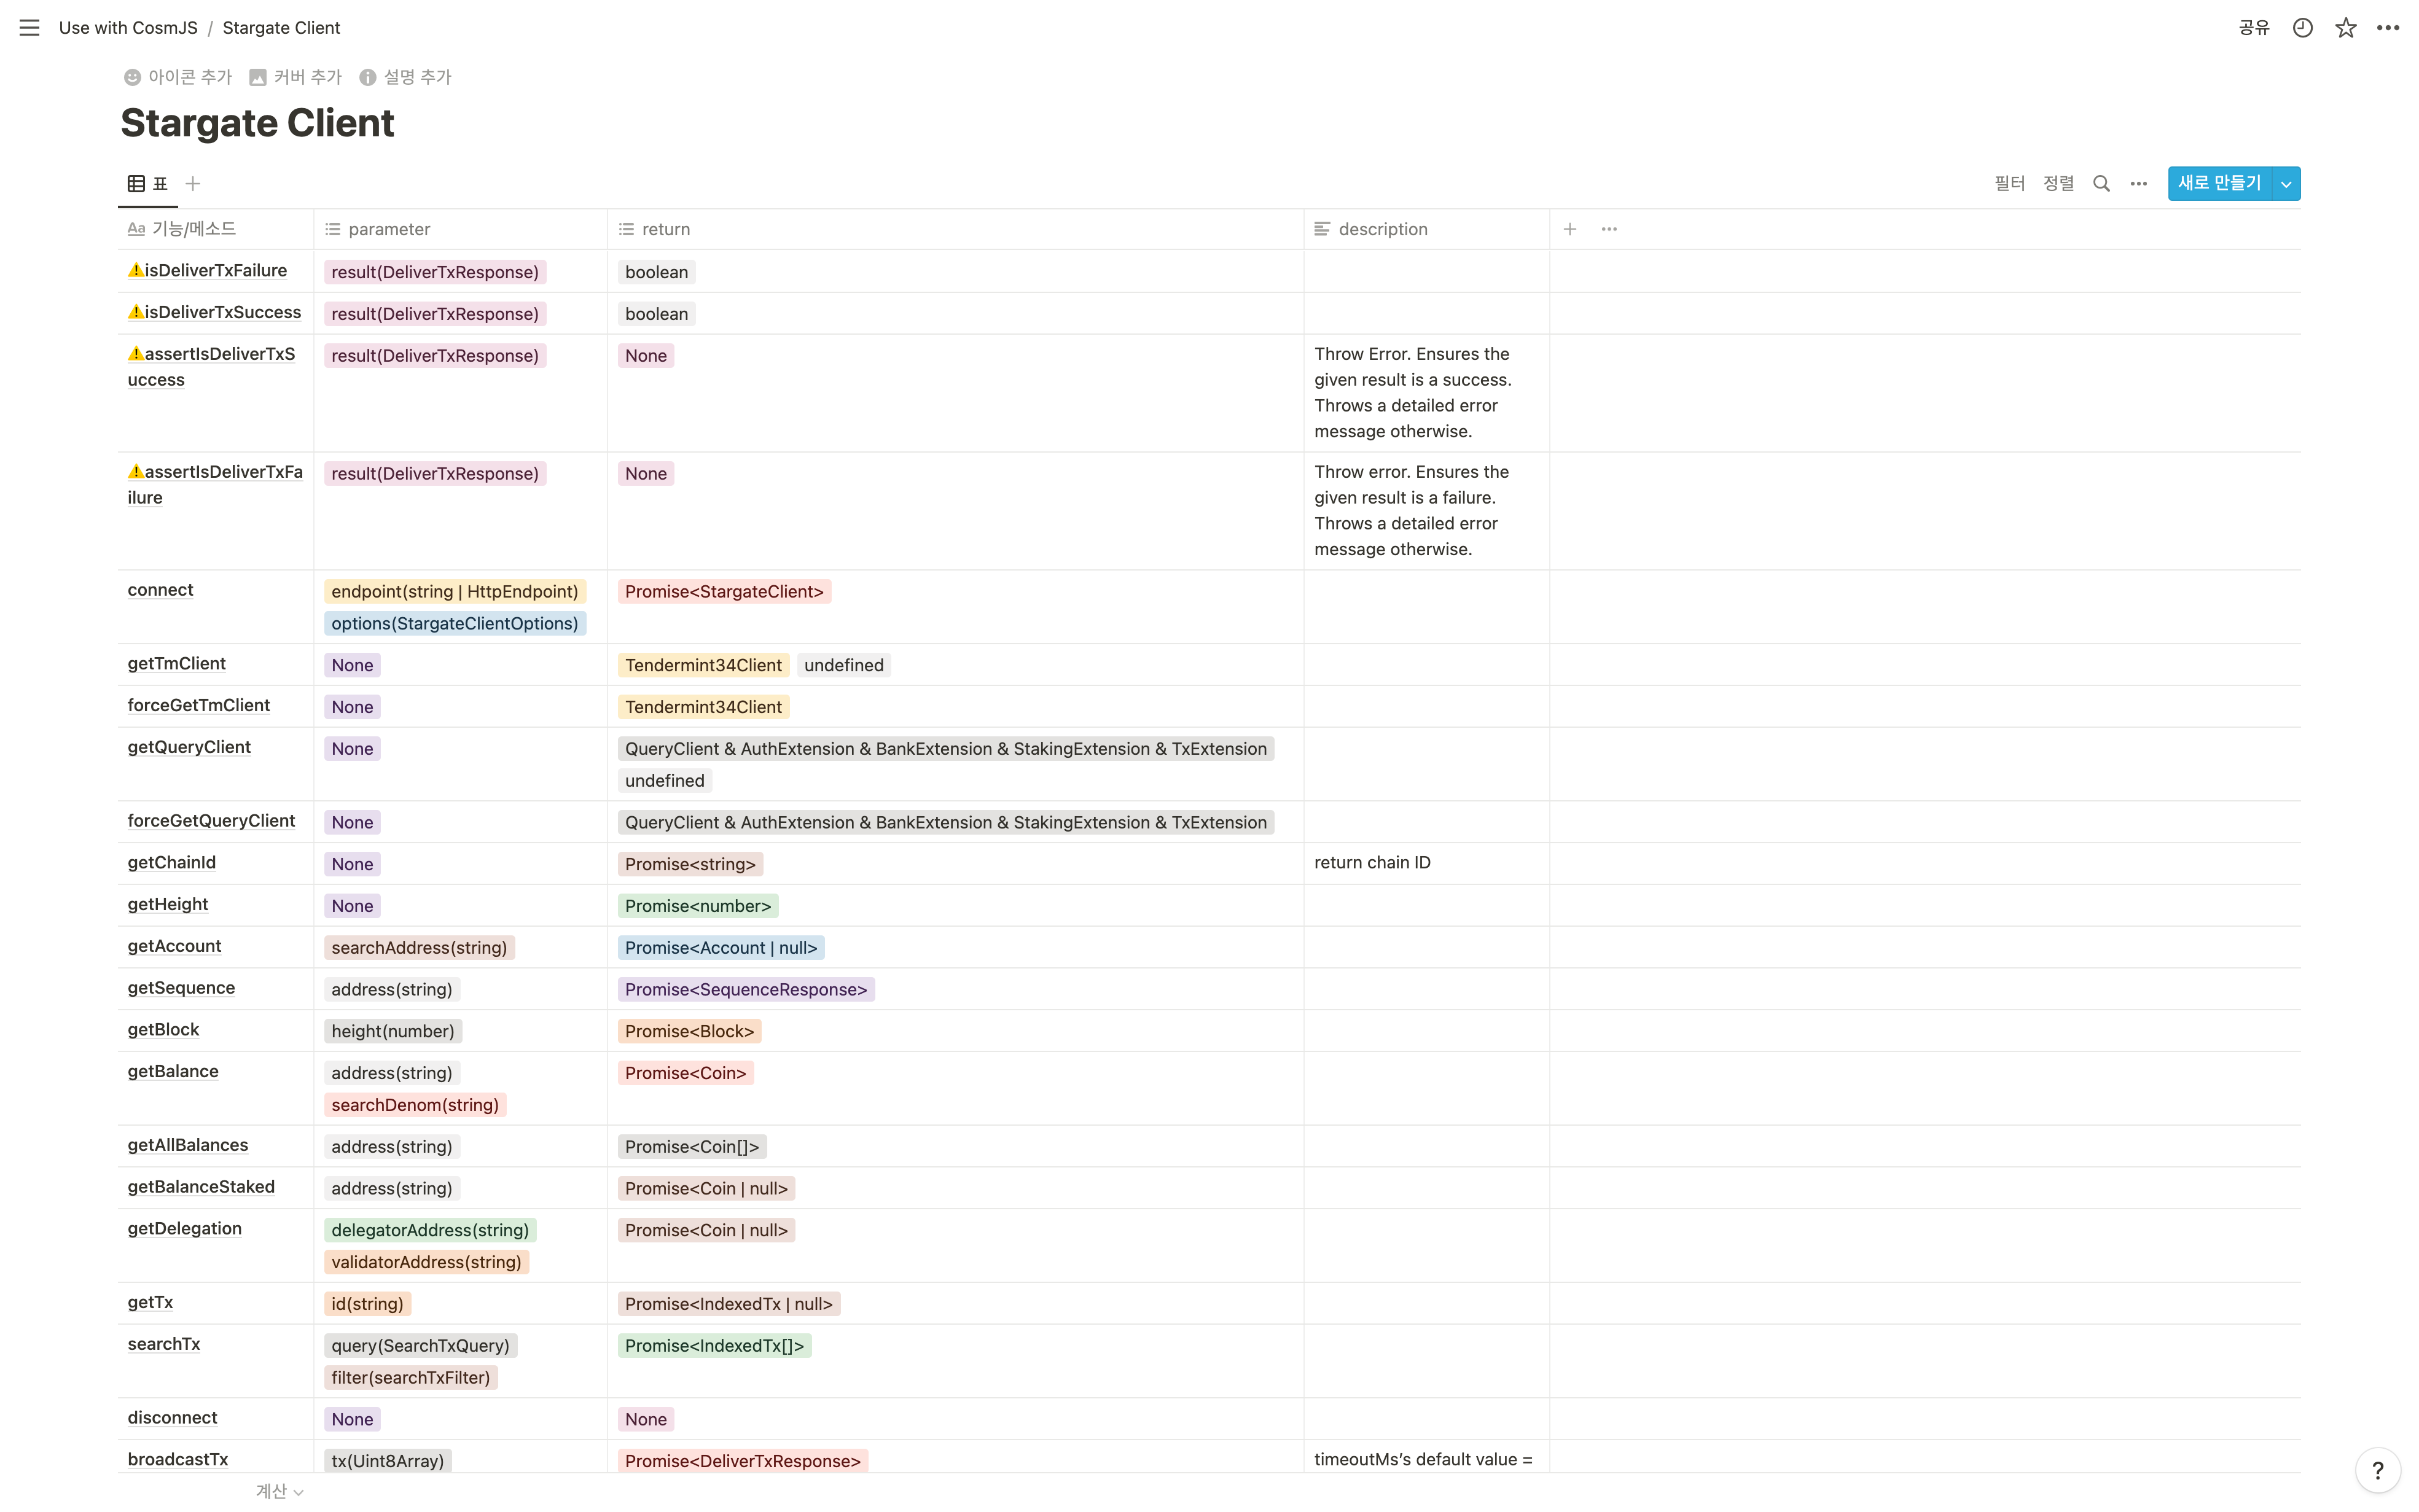 Use with CosmJS / Stargate Client
공유
아이콘 추가 커버 추가 설명 추가
Stargate Client
표
필터 정렬 새로 만들기
Aa 기능/메소드 parameter return description
isDeliverTxFailure result(DeliverTxResponse) boolean
isDeliverTxSuccess result(DeliverTxResponse) boolean
assertIsDeliverTxS result(DeliverTxResponse) None Throw Error. Ensures the
uccess given result is a success.
Throws a detailed error
message otherwise.
assertIsDeliverTxFa result(DeliverTxResponse) None Throw error. Ensures the
ilure given result is a failure.
Throws a detailed error
message otherwise.
connect endpoint(string | HttpEndpoint) Promise<StargateClient>
options(StargateClientOptions)
getTmClient None Tendermint34Client undefined
forceGetTmClient None Tendermint34Client
getQueryClient None QueryClient & AuthExtension & BankExtension & StakingExtension & TxExtension
undefined
forceGetQueryClient None QueryClient & AuthExtension & BankExtension & StakingExtension & TxExtension
getChainId None Promise<string> return chain ID
getHeight None Promise<number>
getAccount searchAddress(string) Promise<Account | null>
getSequence address(string) Promise<SequenceResponse>
getBlock height(number) Promise<Block>
getBalance address(string) Promise<Coin>
searchDenom(string)
getAllBalances address(string) Promise<Coin[]>
getBalanceStaked address(string) Promise<Coin | null>
getDelegation delegatorAddress(string) Promise<Coin | null>
validatorAddress(string)
getTx id(string) Promise<IndexedTx | null>
searchTx query(SearchTxQuery) Promise<IndexedTx[]>
filter(searchTxFilter)
disconnect None None
broadcastTx tx(Uint8Array) Promise<DeliverTxResponse> timeoutMs’s default value =
계산
?